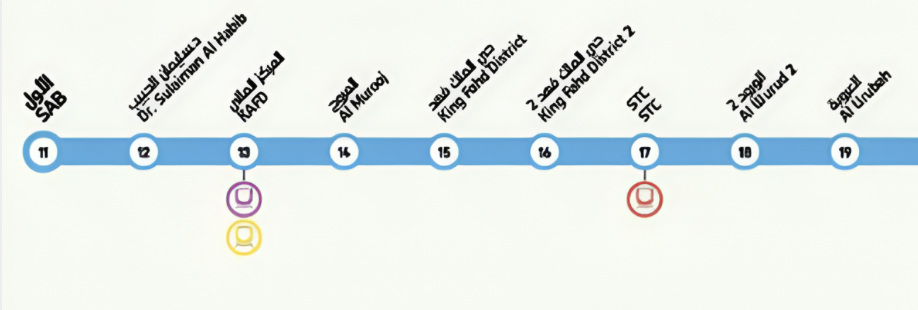 الأول
SAB
د. سليمان الحبيب
Dr. Sulaiman Al Habib
المركز المالي
KAFD
المروج
Al Murooj
حي الملك فهد
King Fahd District
حي الملك فهد 2
King Fahd District 2
STC
STC
الورود 2
Al Wurud 2
العروبة
Al Urubah
11
12
13
14
15
16
17
18
19